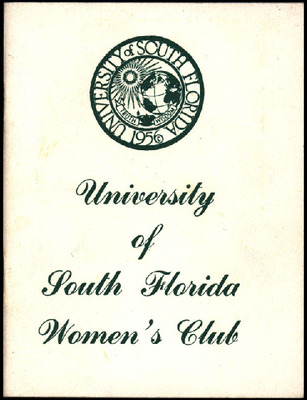 UNIVERSITY of SOUTH FLORIDA
1956
University
of
South Florida
Women's Club